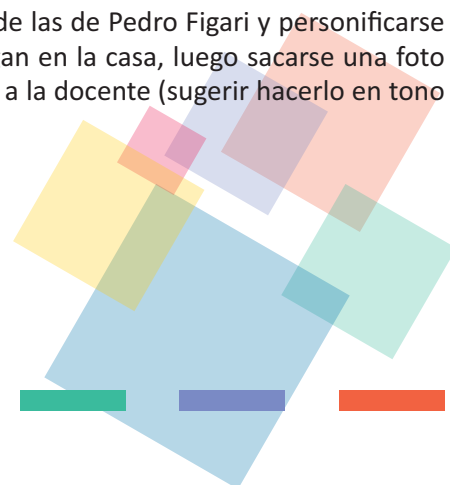 de las de Pedro Figari y personificarse
ran en la casa, luego sacarse una foto
a la docente (sugerir hacerlo en tono